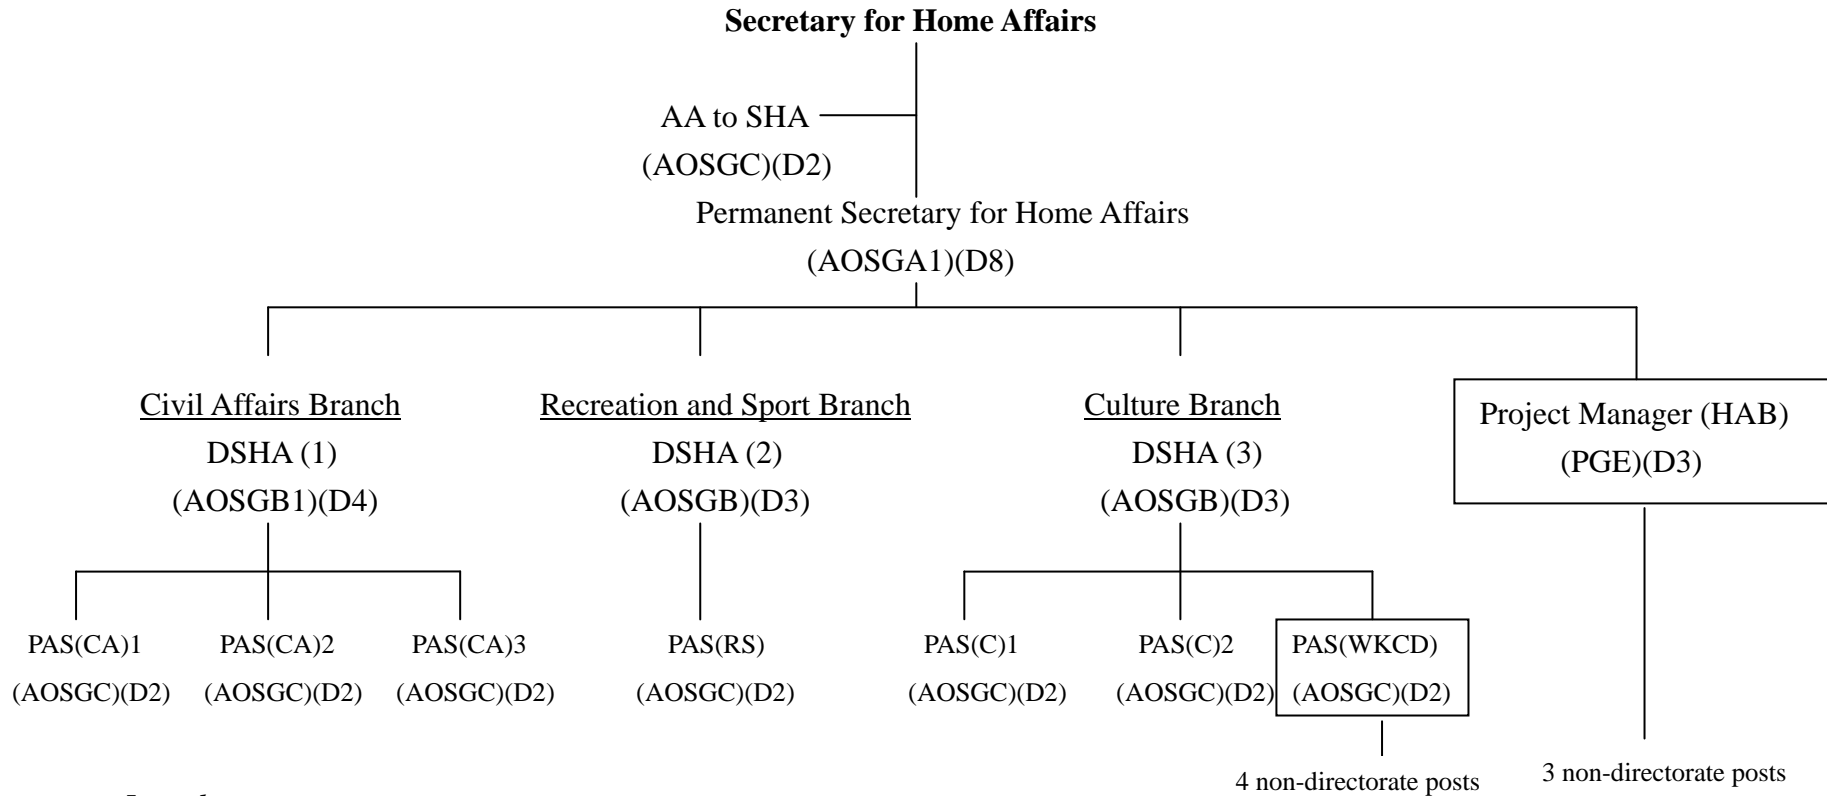 Secretary for Home Affairs
AA to SHA
(AOSGC)(D2)
Permanent Secretary for Home Affairs
(AOSGA1)(D8)
Civil Affairs Branch
DSHA (1)
(AOSGB1)(D4)
Recreation and Sport Branch
DSHA (2)
(AOSGB)(D3)
Culture Branch
DSHA (3)
(AOSGB)(D3)
Project Manager (HAB)
(PGE)(D3)
PAS(CA)1
(AOSGC)(D2)
PAS(CA)2
(AOSGC)(D2)
PAS(CA)3
(AOSGC)(D2)
PAS(RS)
(AOSGC)(D2)
PAS(C)1
(AOSGC)(D2)
PAS(C)2
(AOSGC)(D2)
PAS(WKCD)
(AOSGC)(D2)
4 non-directorate posts
3 non-directorate posts